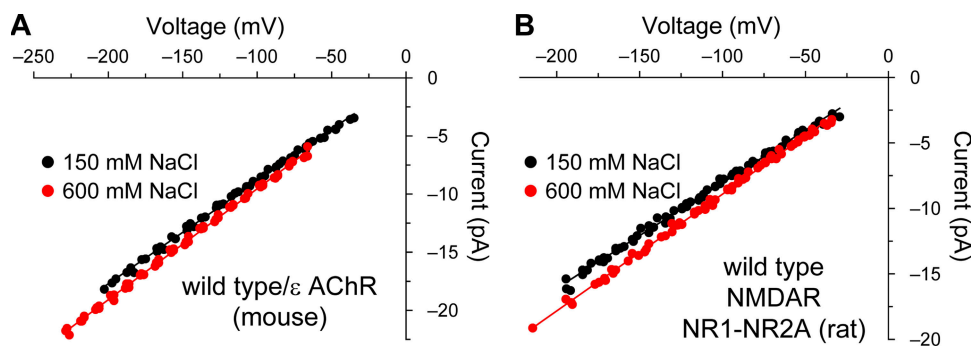 A
Voltage (mV)
–250 –200 –150 –100 –50 0
0
–5
–10
–15
–20
Current (pA)
150 mM NaCl
600 mM NaCl
wild type/ε AChR
(mouse)
B
Voltage (mV)
–200 –150 –100 –50 0
0
–5
–10
–15
–20
Current (pA)
150 mM NaCl
600 mM NaCl
wild type
NMDAR
NR1-NR2A (rat)